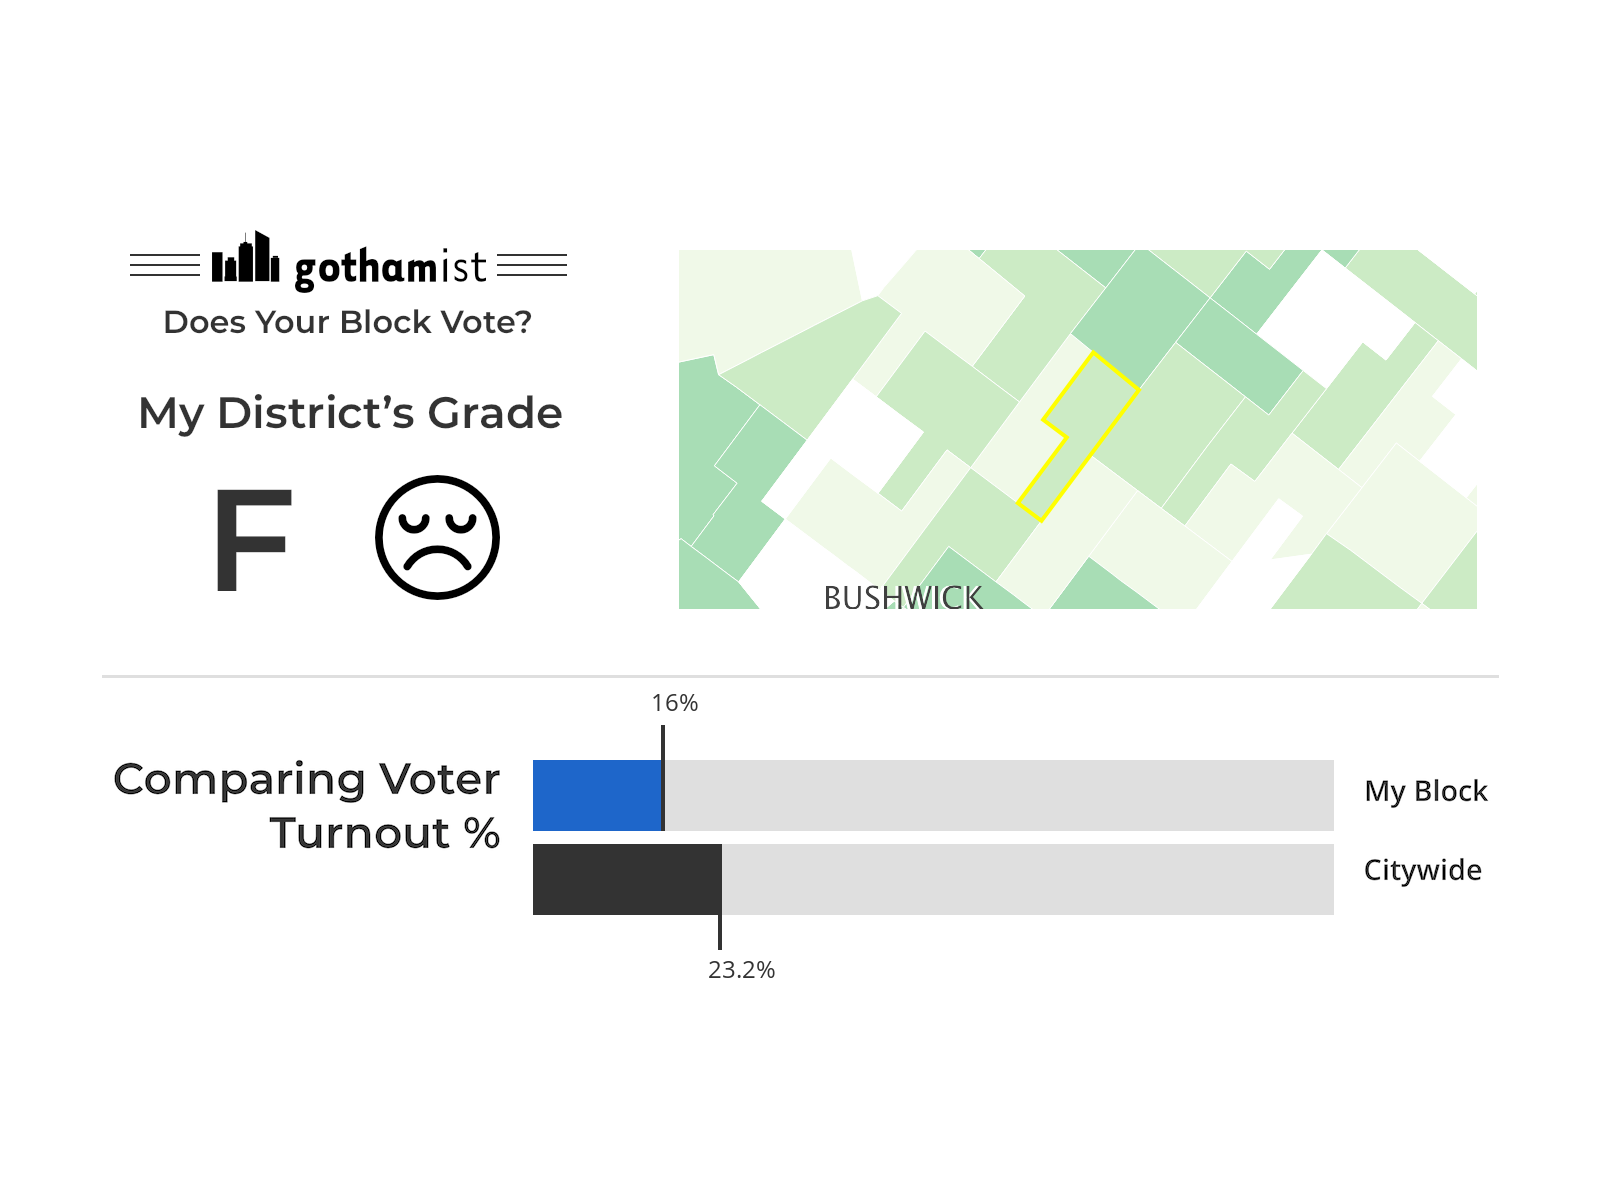 gothamist
Does Your Block Vote?
My District’s Grade
F
BUSHWICK
16%
Comparing Voter
Turnout %
My Block
Citywide
23.2%